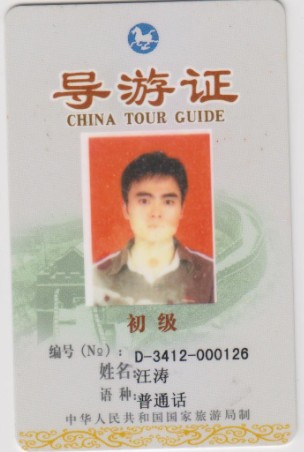 导游证
CHINA TOUR GUIDE
初级
编号(№): D-3412-000126
姓名: 汪涛
语种: 普通话
中华人民共和国国家旅游局制